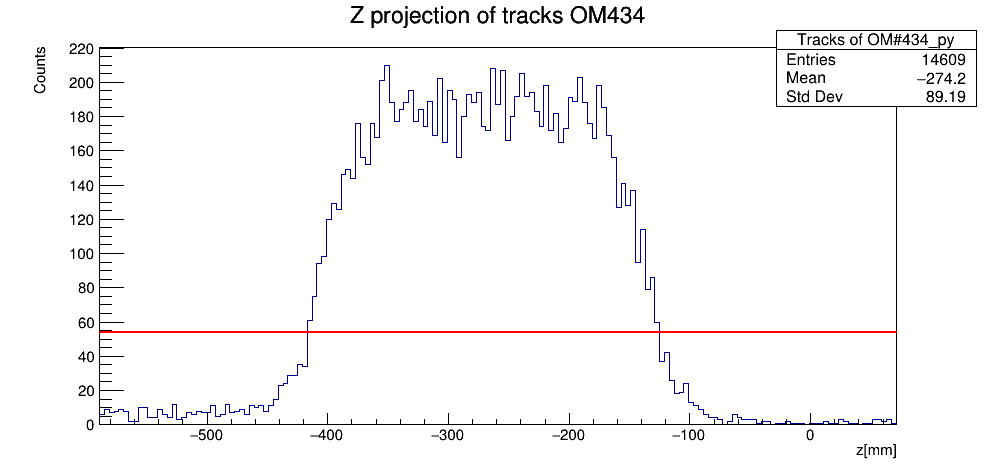 Z projection of tracks OM434
Tracks of OM#434_py
Entries 14609
Mean −274.2
Std Dev 89.19
Counts
220
200
180
160
140
120
100
80
60
40
20
0
−500 −400 −300 −200 −100 0
z[mm]